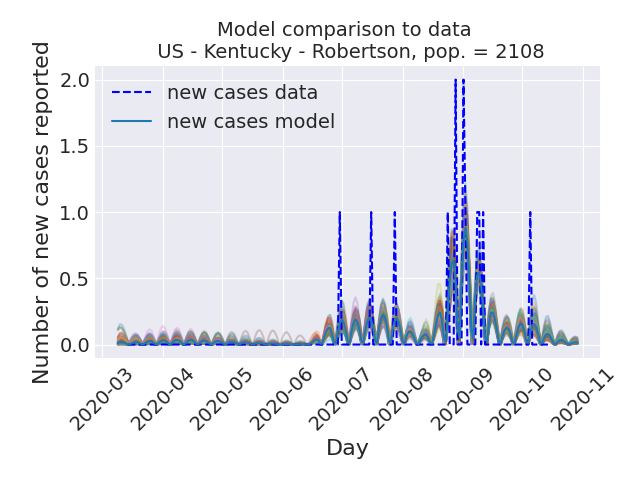 Model comparison to data
US - Kentucky - Robertson, pop. = 2108
Number of new cases reported
2.0
1.5
1.0
0.5
0.0
new cases data
new cases model
2020-03
2020-04
2020-05
2020-06
2020-07
2020-08
2020-09
2020-10
2020-11
Day